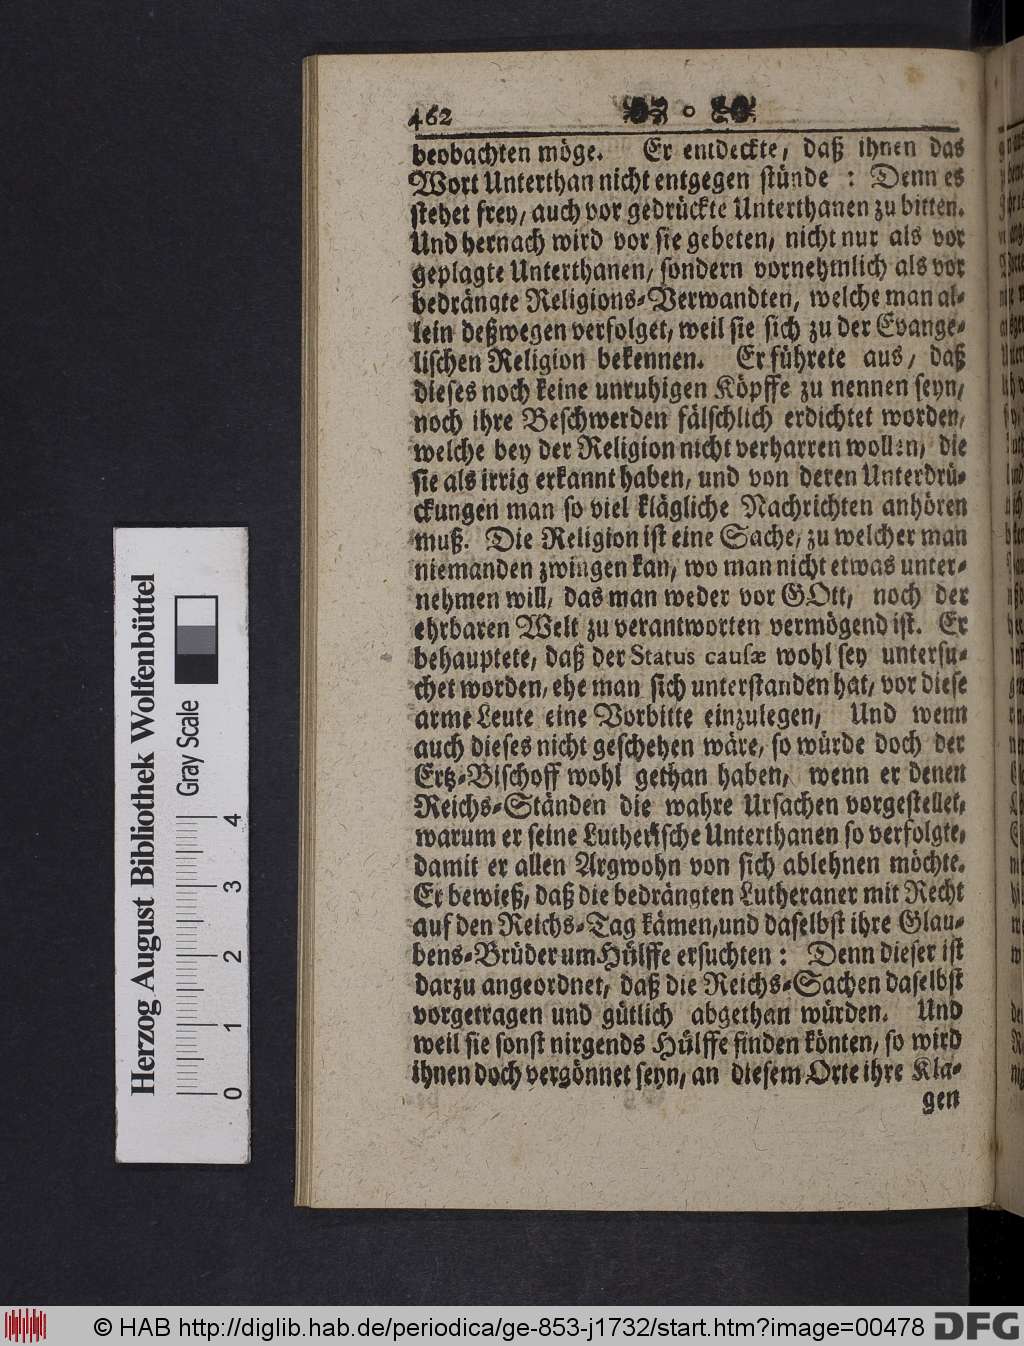 462
beobachten möge. Er entdeckte, daß ihnen das
Wort Unterthan nicht entgegen stünde : Denn es
stehet frey, auch vor gedrückte Unterthanen zu bitten.
Und hernach wird vor sie gebeten, nicht nur als vor
geplagte Unterthanen, sondern vornehmlich als vor
bedrängte Religions-Verwandten, welche man al-
lein deßwegen verfolget, weil sie sich zu der Evange-
lischen Religion bekennen. Er führete aus, daß
dieses noch keine unruhigen Köpffe zu nennen seyn,
noch ihre Beschwerden fälschlich erdichtet worden,
welche bey der Religion nicht verharren wollen, die
sie als irrig erkannt haben, und von deren Unterdrü-
ckungen man so viel klägliche Nachrichten anhören
muß. Die Religion ist eine Sache, zu welcher man
niemanden zwingen kan, wo man nicht etwas unter-
nehmen will, das man weder vor GOtt, noch der
ehrbaren Welt zu verantworten vermögend ist. Er
behauptete, daß der Status causæ wohl sey untersu-
chet worden, ehe man sich unterstanden hat, vor diese
arme Leute eine Vorbitte einzulegen, Und wenn
auch dieses nicht geschehen wäre, so würde doch der
Ertz-Bischoff wohl gethan haben, wenn er denen
Reichs-Ständen die wahre Ursachen vorgestellet,
warum er seine Lutherische Unterthanen so verfolgte,
damit er allen Argwohn von sich ablehnen möchte.
Er bewieß, daß die bedrängten Lutheraner mit Recht
auf den Reichs-Tag kämen, und daselbst ihre Glau-
bens-Brüder um Hülffe ersuchten : Denn dieser ist
darzu angeordnet, daß die Reichs-Sachen daselbst
vorgetragen und gütlich abgethan würden. Und
weil sie sonst nirgends Hülffe finden könten, so wird
ihnen doch vergönnet seyn, an diesem Orte ihre Kla-
gen
Herzog August Bibliothek Wolfenbüttel
Gray Scale
0 1 2 3 4
© HAB http://diglib.hab.de/periodica/ge-853-j1732/start.htm?image=00478
DFG